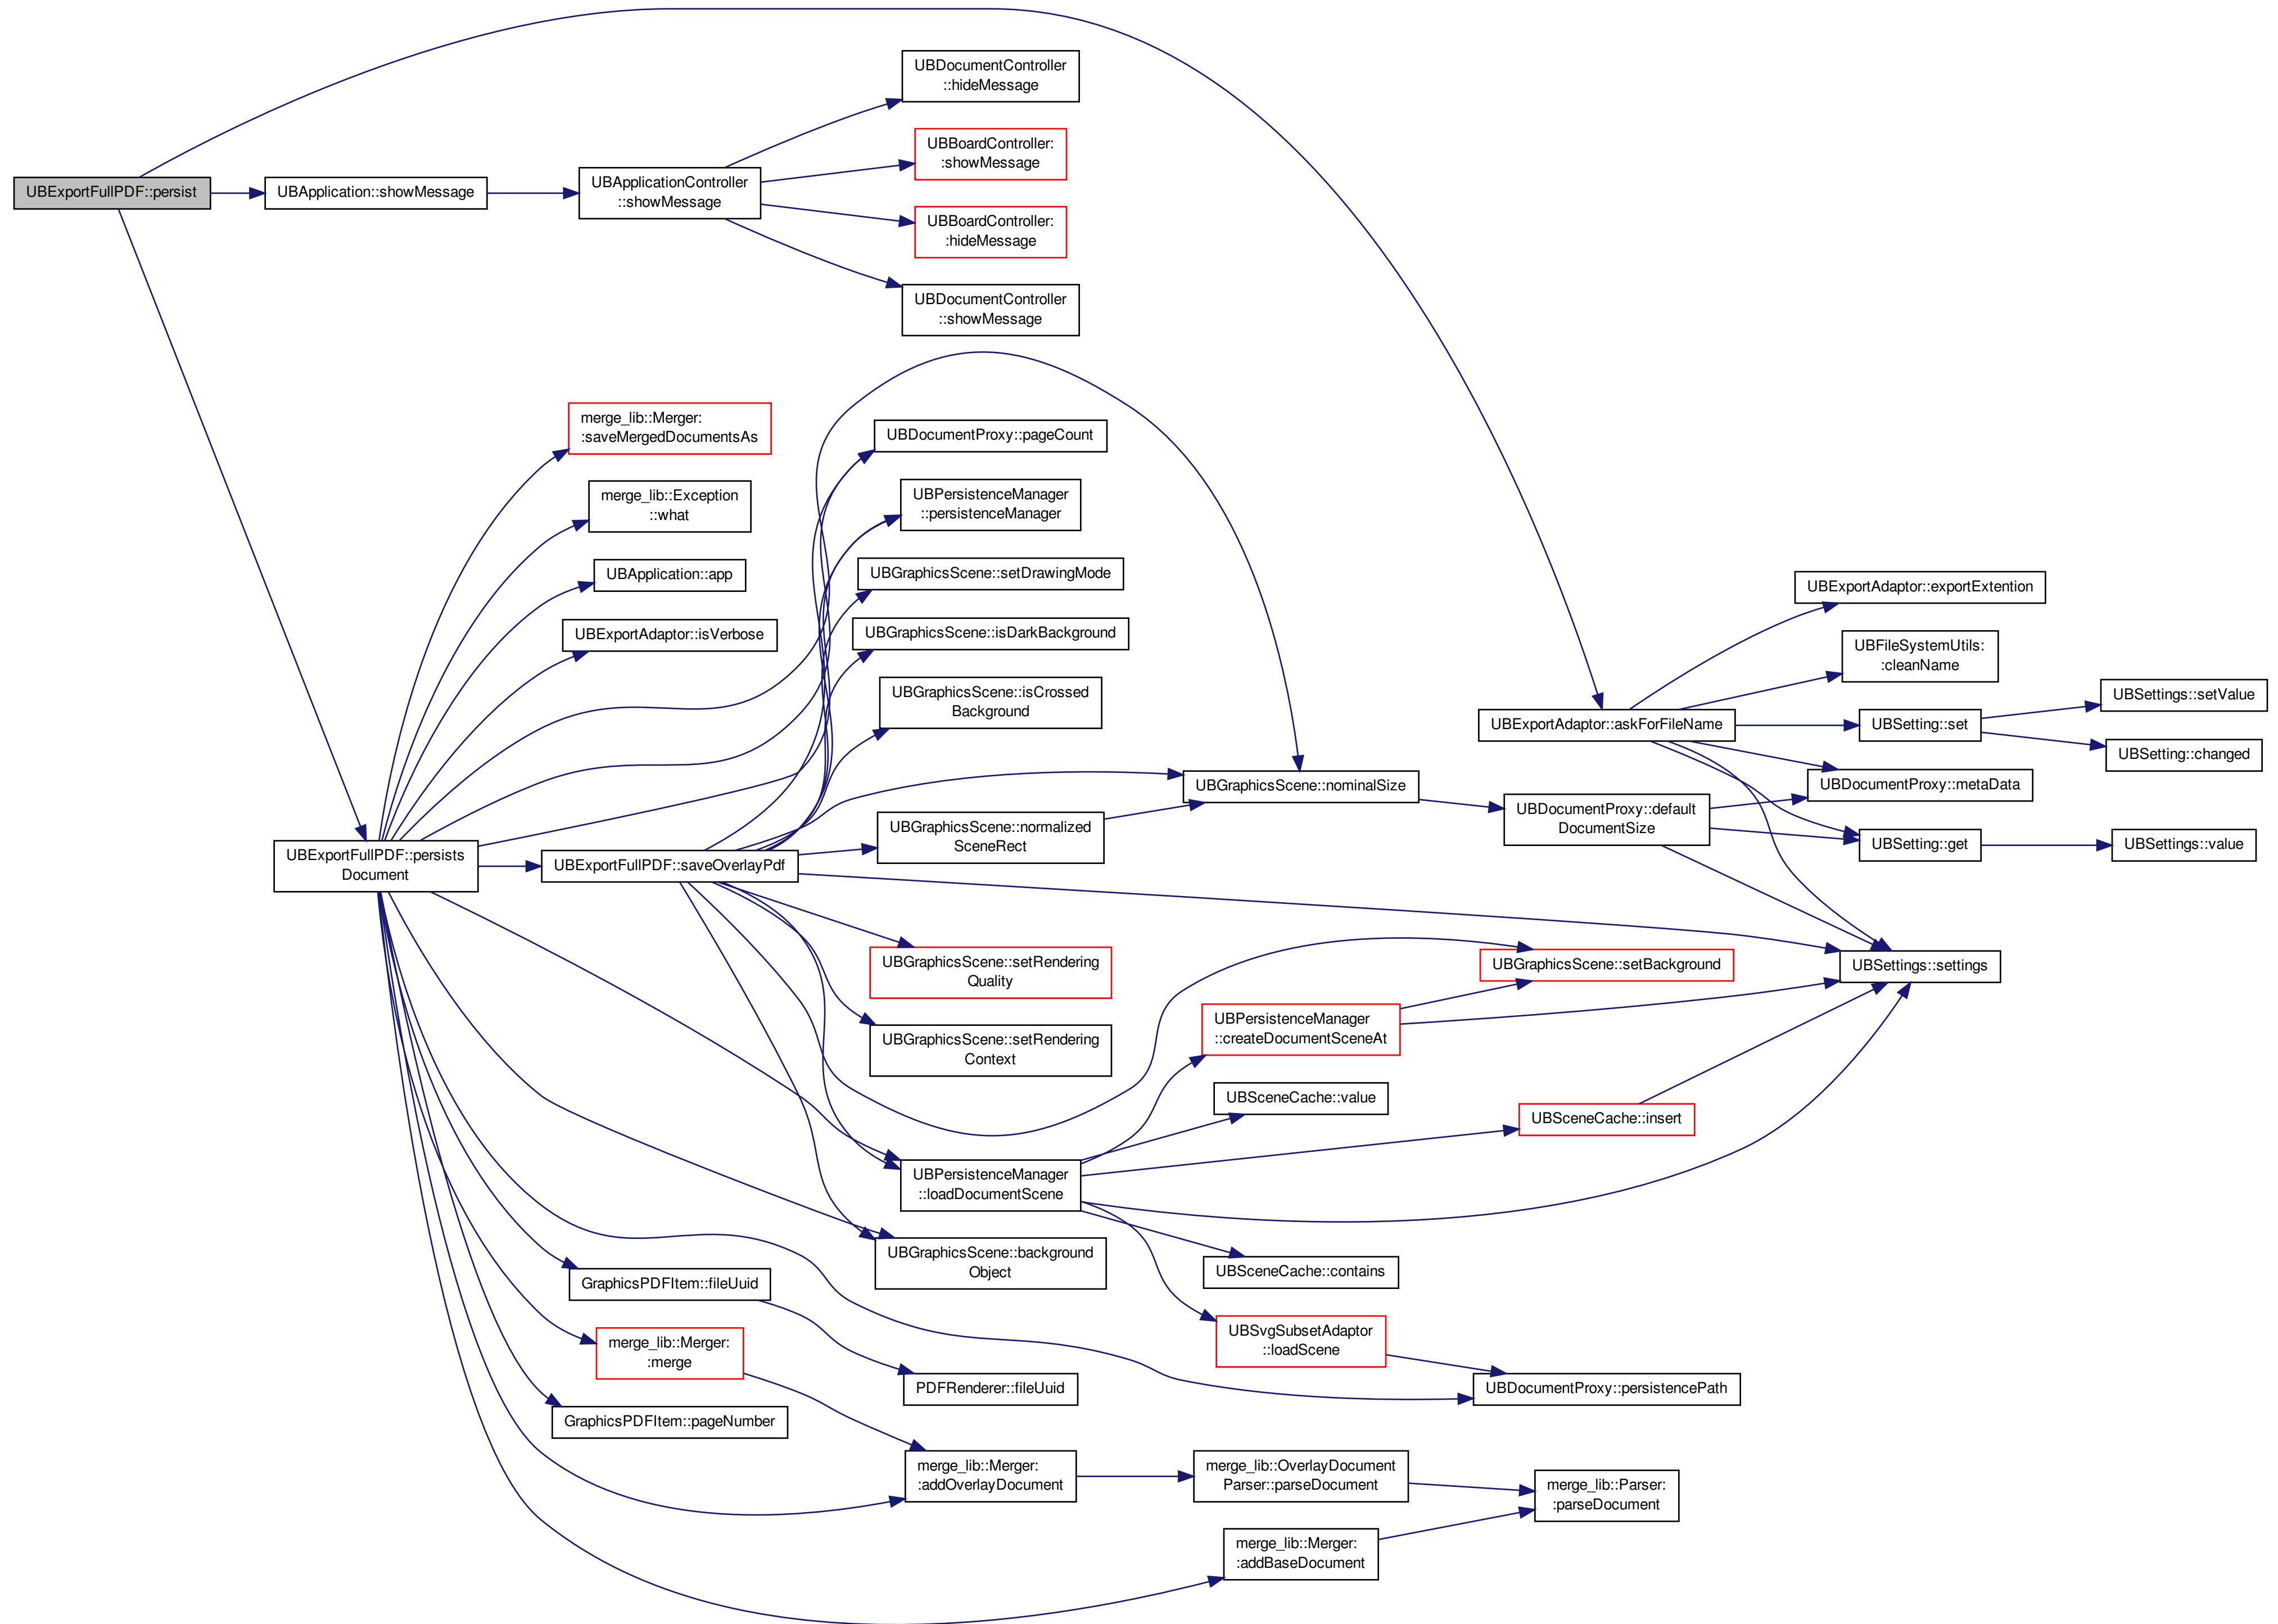 UBDocumentController
::hideMessage
UBBoardController:
:showMessage
UBExportFullPDF::persist
UBApplication::showMessage
UBApplicationController
::showMessage
UBBoardController:
:hideMessage
UBDocumentController
::showMessage
merge_lib::Merger:
:saveMergedDocumentsAs
UBDocumentProxy::pageCount
merge_lib::Exception
::what
UBPersistenceManager
::persistenceManager
UBApplication::app
UBGraphicsScene::setDrawingMode
UBExportAdaptor::exportExtention
UBExportAdaptor::isVerbose
UBGraphicsScene::isDarkBackground
UBFileSystemUtils:
:cleanName
UBGraphicsScene::isCrossed
Background
UBExportAdaptor::askForFileName
UBSetting::set
UBSettings::setValue
UBSetting::changed
UBGraphicsScene::nominalSize
UBDocumentProxy::metaData
UBDocumentProxy::default
DocumentSize
UBGraphicsScene::normalized
SceneRect
UBSetting::get
UBSettings::value
UBExportFullPDF::persists
Document
UBExportFullPDF::saveOverlayPdf
UBGraphicsScene::setRendering
Quality
UBGraphicsScene::setBackground
UBSettings::settings
UBPersistenceManager
::createDocumentSceneAt
UBGraphicsScene::setRendering
Context
UBSceneCache::value
UBSceneCache::insert
UBPersistenceManager
::loadDocumentScene
UBGraphicsScene::background
Object
UBSceneCache::contains
GraphicsPDFItem::fileUuid
UBSvgSubsetAdaptor
::loadScene
merge_lib::Merger:
:merge
PDFRenderer::fileUuid
UBDocumentProxy::persistencePath
GraphicsPDFItem::pageNumber
merge_lib::Merger:
:addOverlayDocument
merge_lib::OverlayDocument
Parser::parseDocument
merge_lib::Parser:
:parseDocument
merge_lib::Merger:
:addBaseDocument